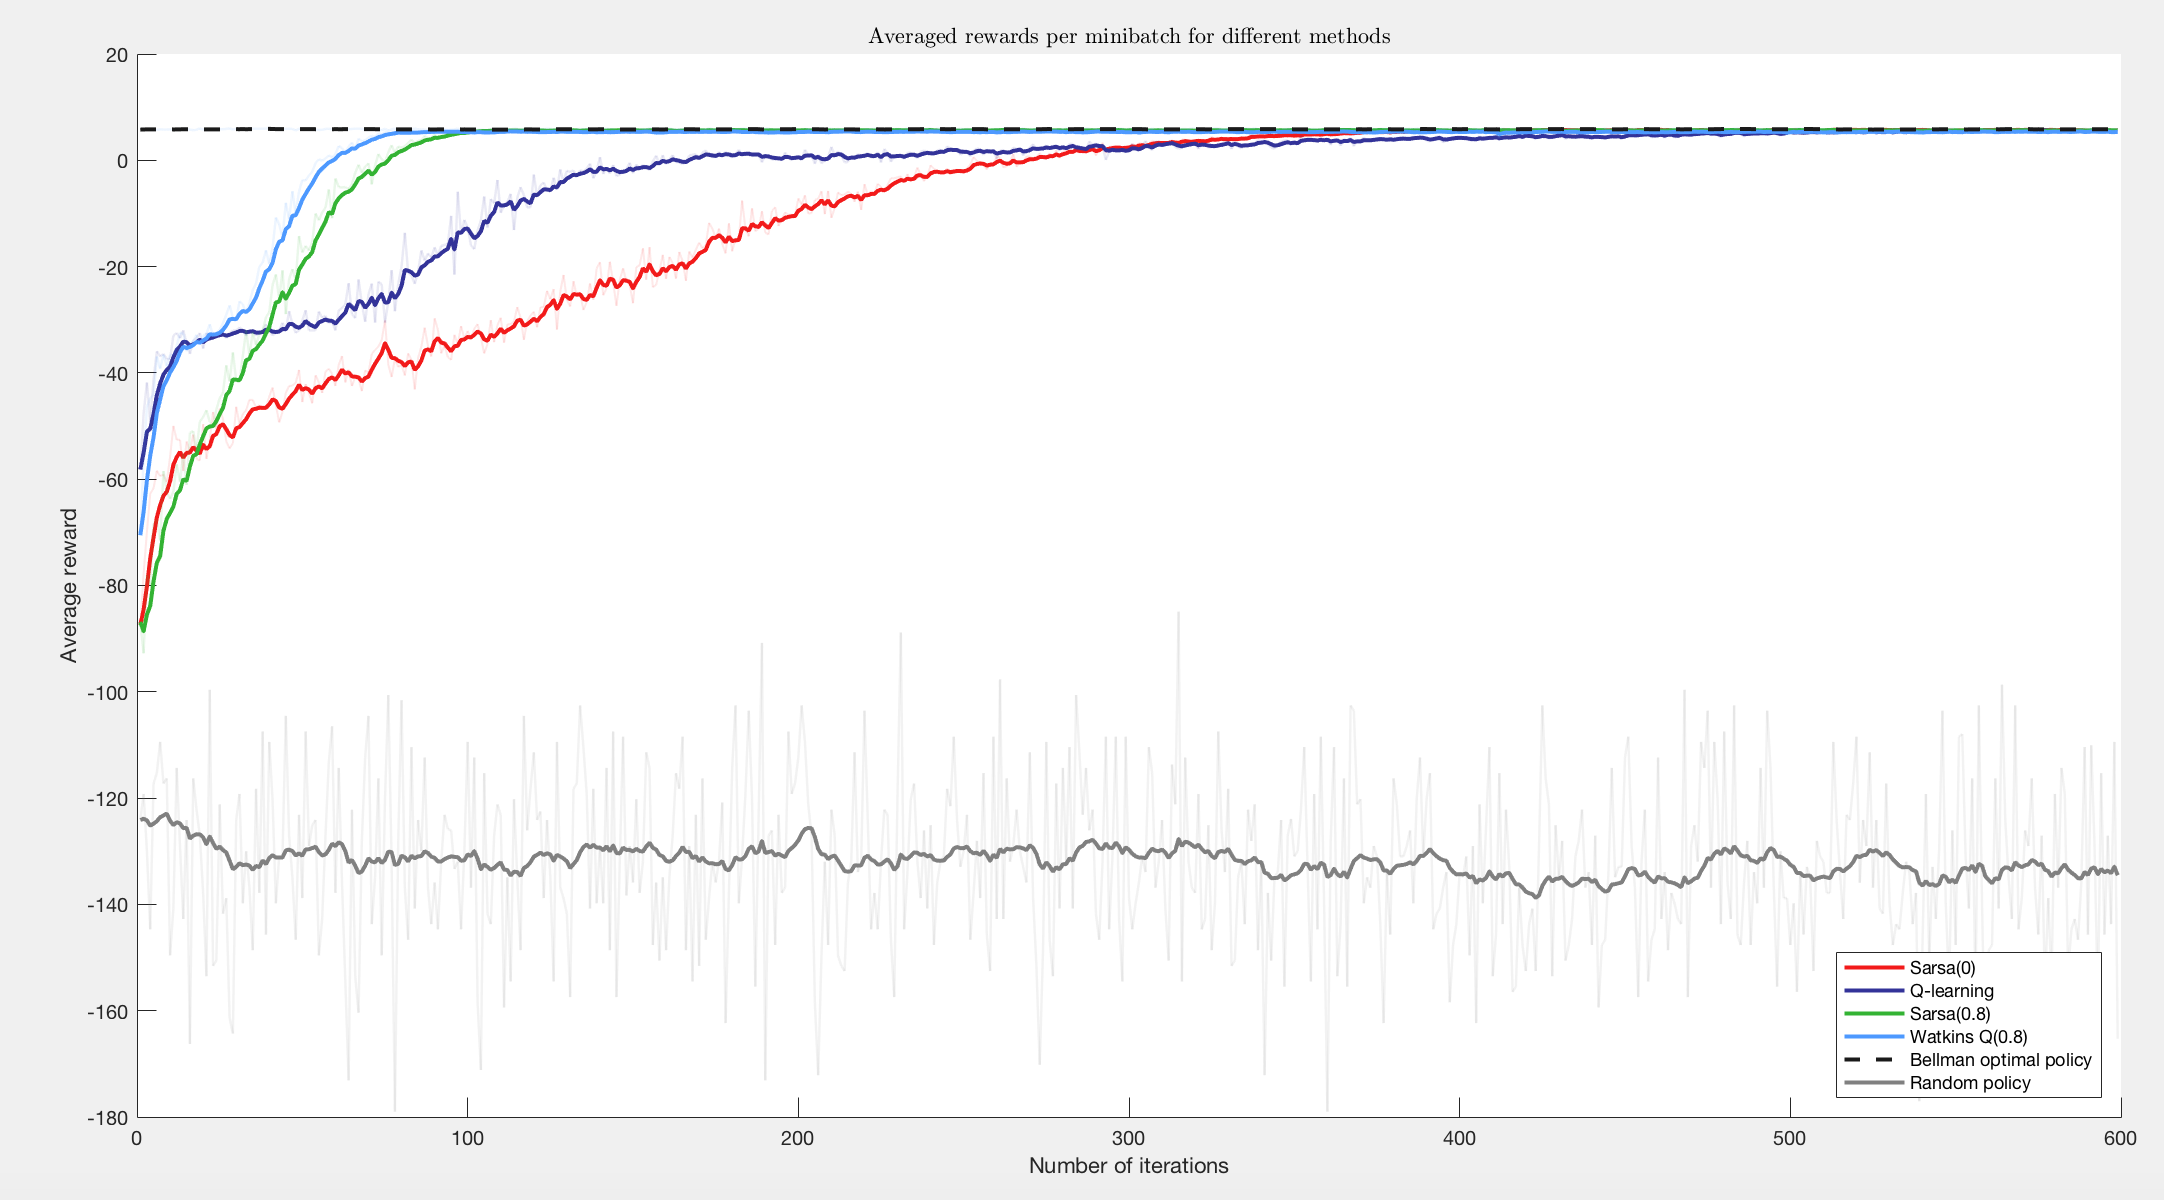 Averaged rewards per minibatch for different methods
20
0
-20
-40
-60
-80
-100
-120
-140
-160
-180
Average reward
0 100 200 300 400 500 600
Number of iterations
Sarsa(0)
Q-learning
Sarsa(0.8)
Watkins Q(0.8)
Bellman optimal policy
Random policy